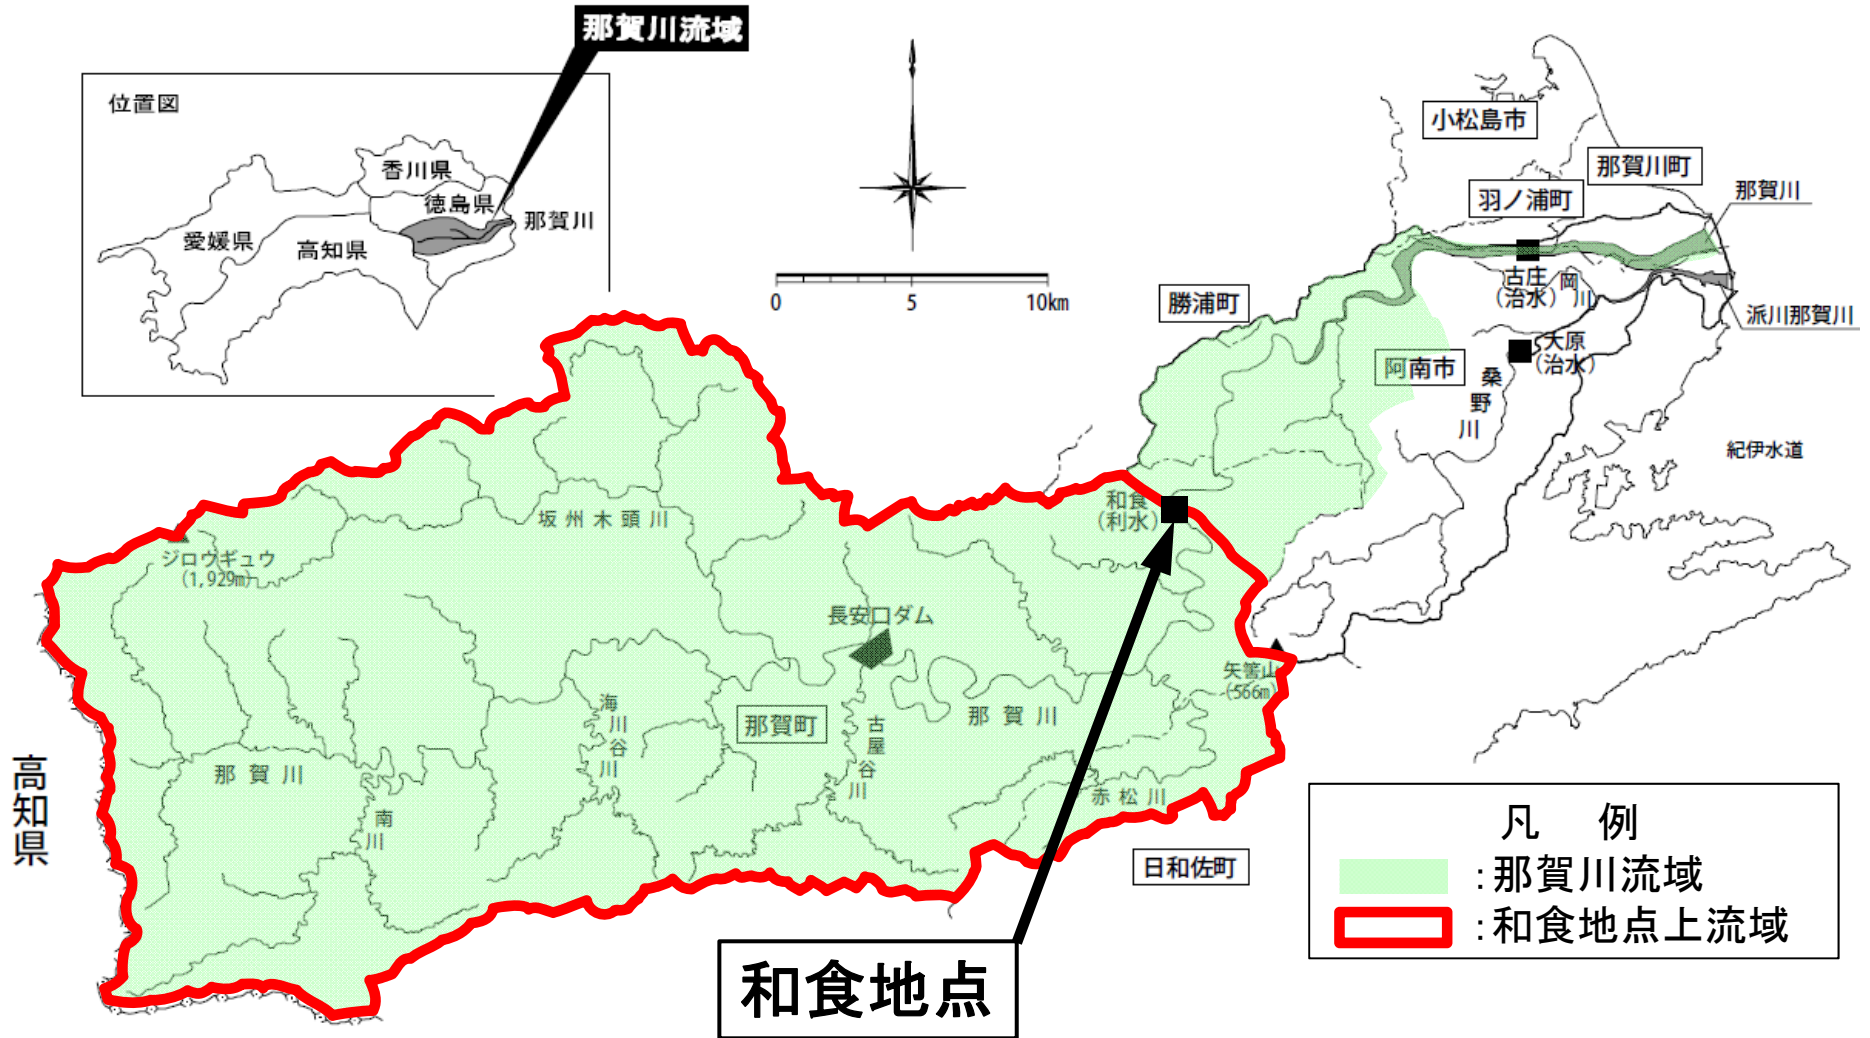 那賀川流域
位置図
香川県
徳島県
那賀川
愛媛県
高知県
0
5
10km
小松島市
那賀川町
羽ノ浦町
那賀川
古庄
(治水)
岡川
派川那賀川
勝浦町
大原
(治水)
阿南市
桑野川
紀伊水道
和食
(利水)
坂州木頭川
ジロウギュウ
(1,929m)
長安口ダム
矢筈山
(566m)
海川谷川
那賀町
古屋谷川
那賀川
那賀川
南川
赤松川
高知県
日和佐町
和食地点
凡 例
:那賀川流域
:和食地点上流域